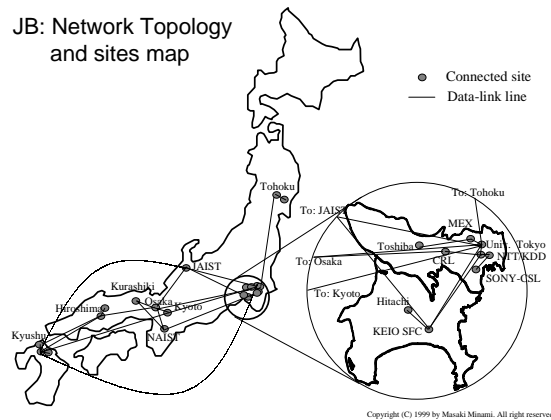 JB: Network Topology
and sites map
Connected site
Data-link line
Tohoku
To: Tohoku
To: JAIST
MEX
Toshiba
Univ. Tokyo
NTT/KDD
CRL
To: Osaka
SONY-CSL
To: Kyoto
Hitachi
KEIO SFC
JAIST
Kurashiki
Osaka
Kyoto
Hiroshima
NAIST
Kyushu
Copyright (C) 1999 by Masaki Minami. All right reserved